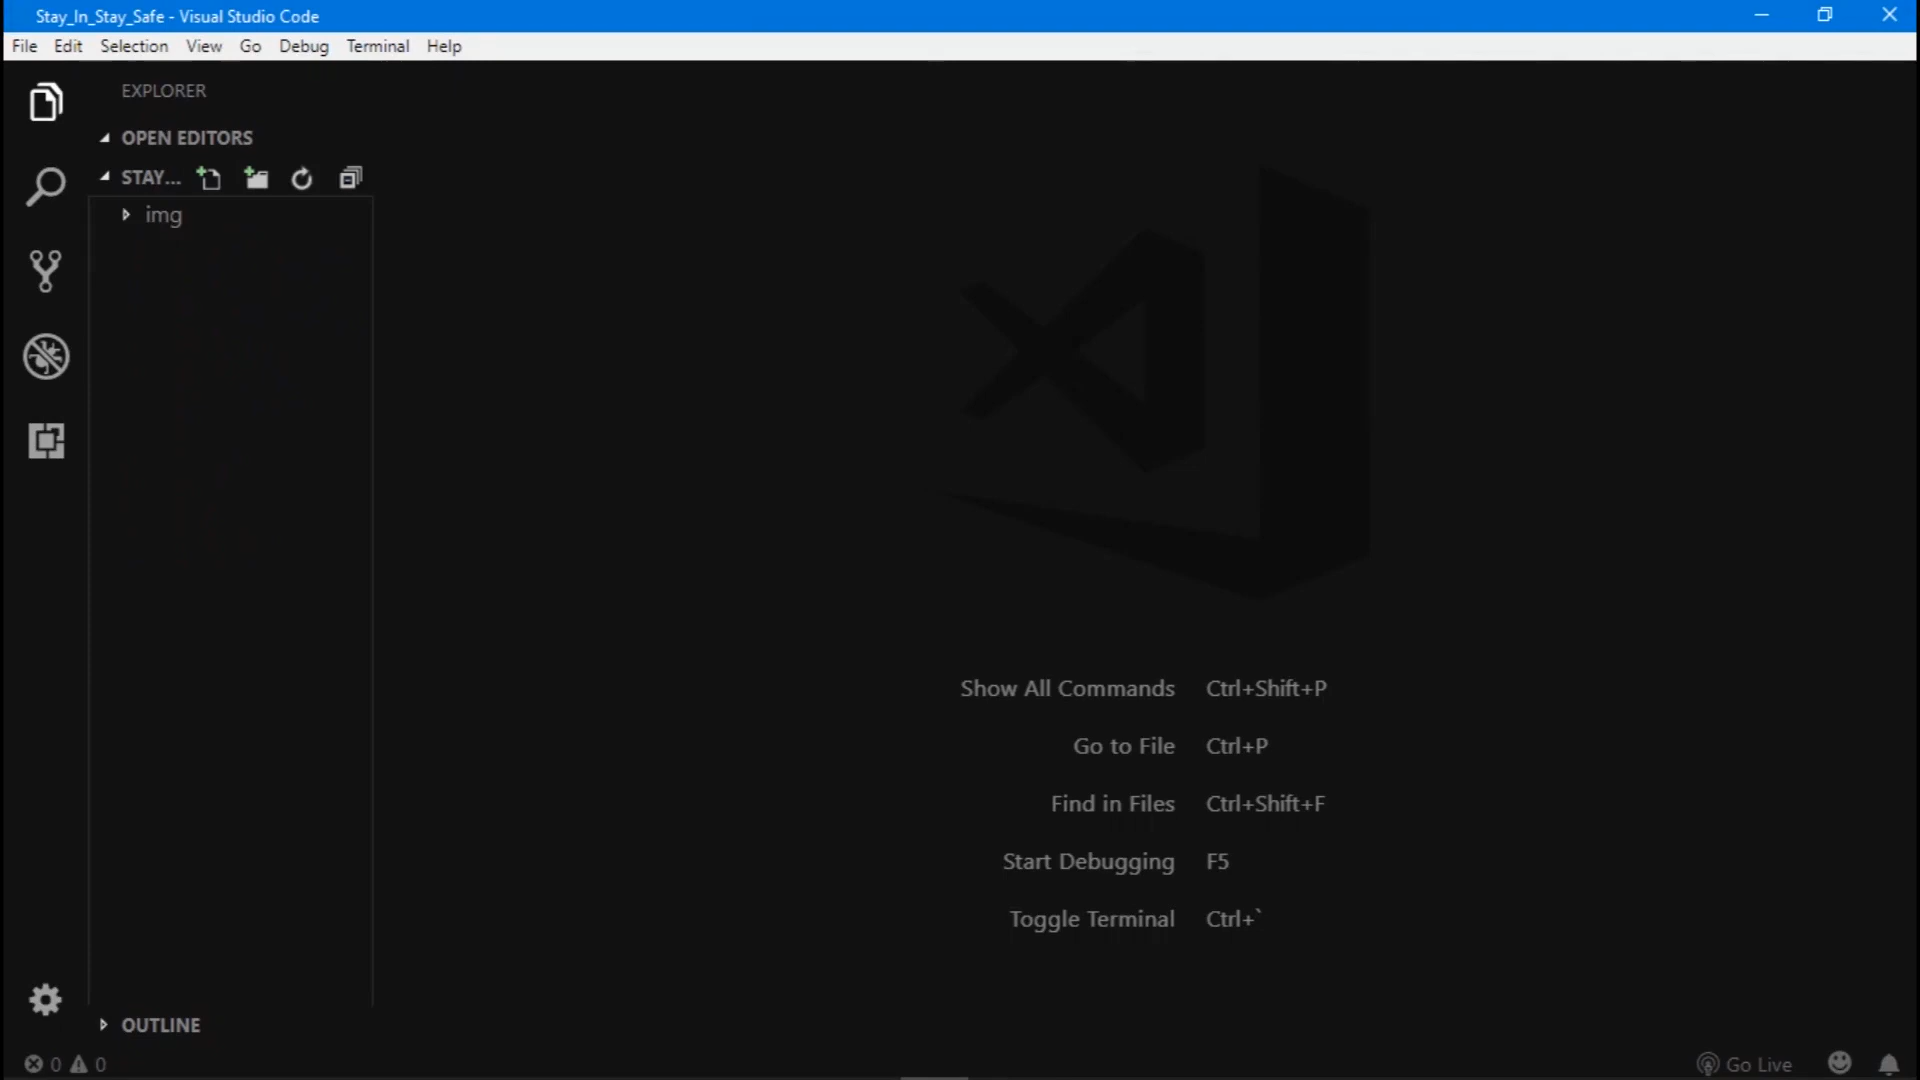 Stay_In_Stay_Safe - Visual Studio Code
File Edit Selection View Go Debug Terminal Help
EXPLORER
OPEN EDITORS
STAY...
img
Show All Commands Ctrl+Shift+P
Go to File Ctrl+P
Find in Files Ctrl+Shift+F
Start Debugging F5
Toggle Terminal Ctrl+`
OUTLINE
0 0 Go Live